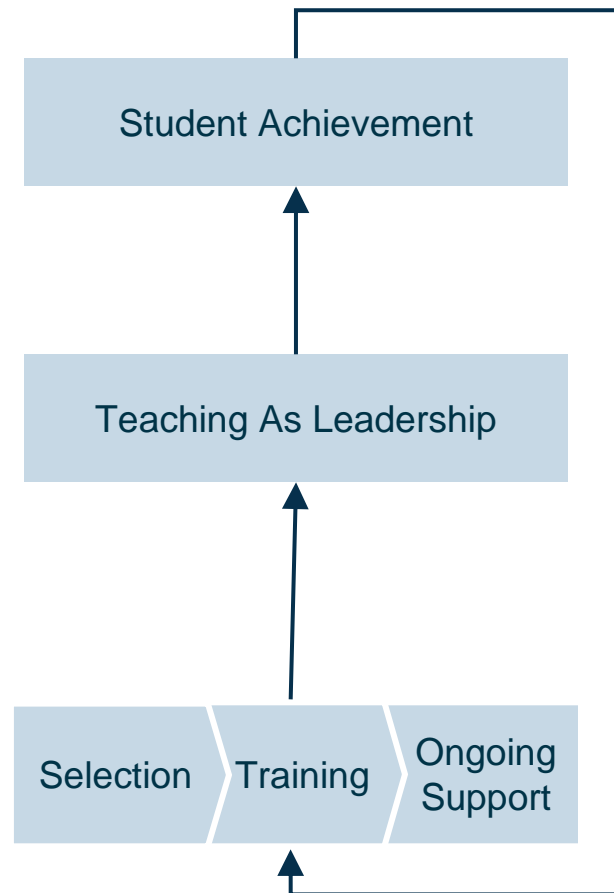 Student Achievement
Teaching As Leadership
Selection
Training
Ongoing
Support